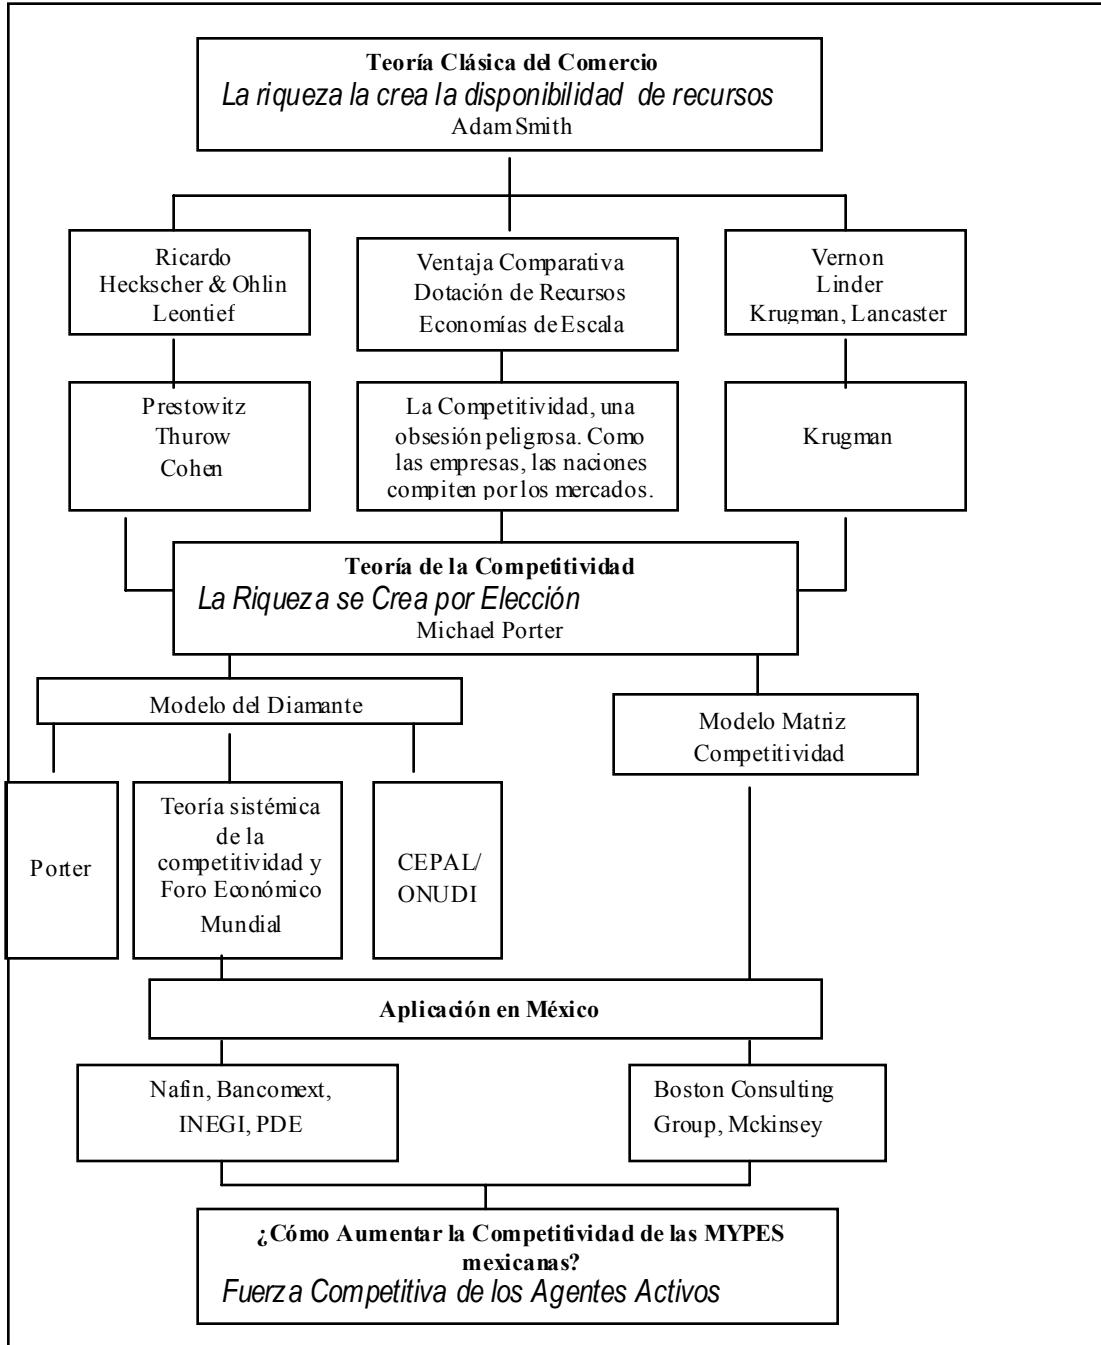 Teoría Clásica del Comercio
La riqueza la crea la disponibilidad de recursos
Adam Smith
Ricardo
Heckscher & Ohlin
Leontief
Ventaja Comparativa
Dotación de Recursos
Economías de Escala
Vernon
Linder
Krugman, Lancaster
Prestowitz
Thurow
Cohen
La Competitividad, una
obsesión peligrosa. Como
las empresas, las naciones
compiten por los mercados.
Krugman
Teoría de la Competitividad
La Riqueza se Crea por Elección
Michael Porter
Modelo del Diamante
Modelo Matriz
Competitividad
Porter
Teoría sistémica
de la
competitividad y
Foro Económico
Mundial
CEPAL/
ONUDI
Aplicación en México
Nafin, Bancomext,
INEGI, PDE
Boston Consulting
Group, Mckinsey
¿Cómo Aumentar la Competitividad de las MYPES
mexicanas?
Fuerza Competitiva de los Agentes Activos